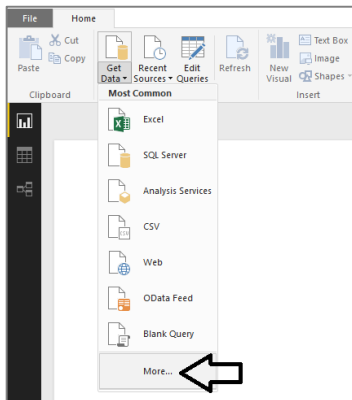 File
Home
Paste
Cut
Copy
Clipboard
Get
Data
Recent
Sources
Edit
Queries
Refresh
New
Visual
Text Box
Image
Shapes
Insert
Most Common
Excel
SQL Server
Analysis Services
CSV
Web
OData Feed
Blank Query
More...